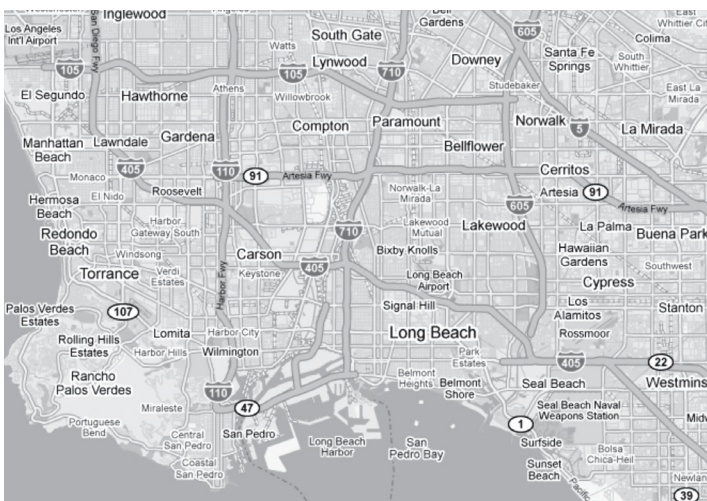 Inglewood
Los Angeles
Int'l Airport
San Diego Fwy
Watts
South Gate
Gardens
605
East
Whittier City
Colima
105
105
Lynwood
710
Downey
Santa Fe
Springs
South
Whittier
El Segundo
Hawthorne
Athens
Willowbrook
Studebaker
East La
Mirada
Compton
Paramount
Norwalk
5
La Mirada
Manhattan
Beach
Lawndale
Gardena
Bellflower
405
Monaco
110
91
Artesia Fwy
Cerritos
Roosevelt
El Nido
Hermosa
Beach
Norwalk-La
Mirada
Artesia
91
Artesia Fwy
605
Harbor
Gateway South
Redondo
Beach
710
Lakewood
Mutual
Lakewood
La Palma
Buena Park
Windsong
Carson
Bixby Knolls
Hawaiian
Gardens
Torrance
Verdi
Estates
Keystone
405
Harbor Fwy
Long Beach
Airport
Southwest
Cypress
Palos Verdes
Estates
107
Signal Hill
Los
Alamitos
Stanton
Lomita
Harbor City
Long Beach
Rossmoor
Rolling Hills
Estates
Harbor Hills
Wilmington
Park
Estates
405
22
Rancho
Palos Verdes
110
Belmont
Heights
Belmont
Shore
Seal Beach
Westmins
Miraleste
47
Seal Beach Naval
Weapons Station
Portuguese
Bend
1
Midw
Central
San Pedro
San Pedro
Long Beach
Harbor
San
Pedro Bay
Surfside
Bolsa
Chica-Heil
Coastal
San Pedro
Sunset
Beach
Pacific
Newlan
39